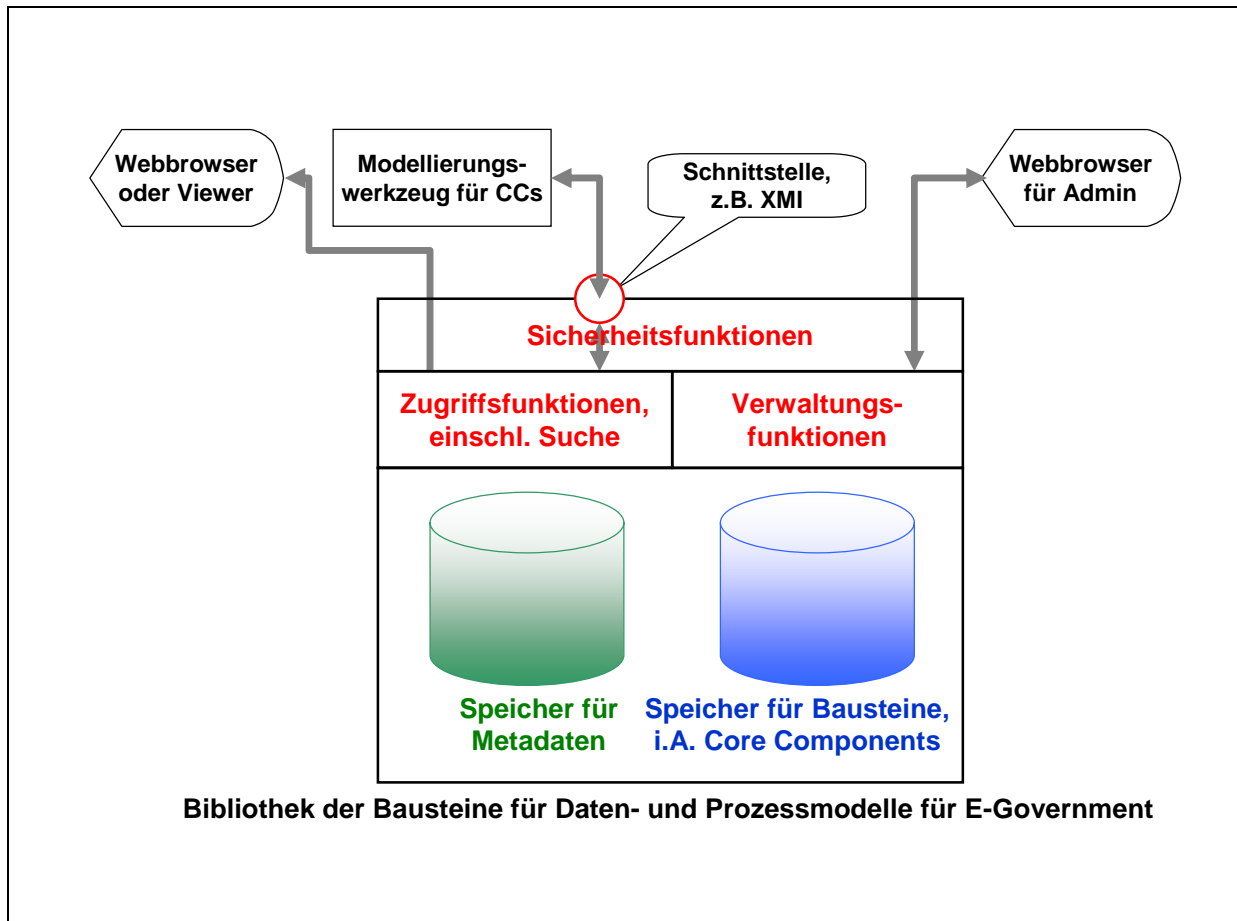 Webbrowser
oder Viewer
Modellierungs-
werkzeug für CCs
Schnittstelle,
z.B. XMI
Webbrowser
für Admin
Sicherheitsfunktionen
Zugriffsfunktionen,
einschl. Suche
Verwaltungs-
funktionen
Speicher für
Metadaten
Speicher für Bausteine,
i.A. Core Components
Bibliothek der Bausteine für Daten- und Prozessmodelle für E-Government